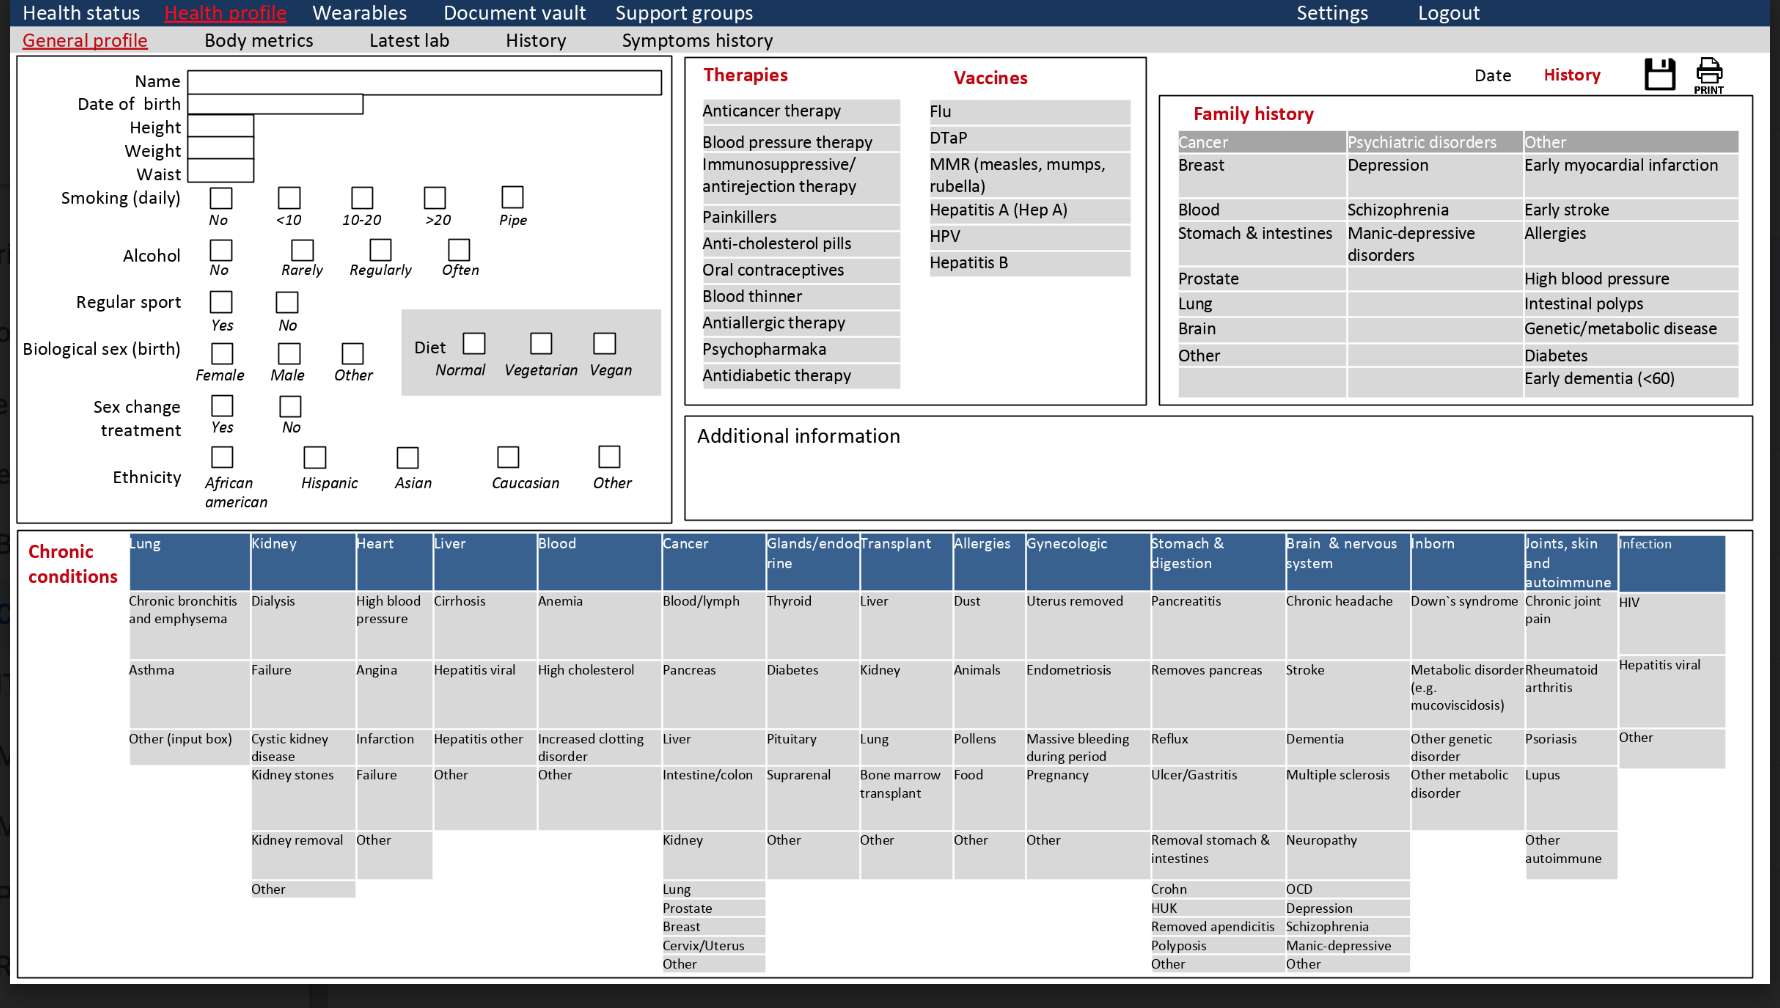 Health status Health profile Wearables Document vault Support groups Settings Logout
General profile Body metrics Latest lab History Symptoms history
Name
Date of birth
Height
Weight
Waist
Smoking (daily)
No <10 10-20 >20 Pipe
Alcohol
No Rarely Regularly Often
Regular sport
Yes No
Biological sex (birth)
Female Male Other
Diet
Normal Vegetarian Vegan
Sex change
treatment
Yes No
Ethnicity
African
american
Hispanic Asian Caucasian Other
Therapies
Anticancer therapy
Blood pressure therapy
Immunosuppressive/
antirejection therapy
Painkillers
Anti-cholesterol pills
Oral contraceptives
Blood thinner
Antiallergic therapy
Psychopharmaka
Antidiabetic therapy
Vaccines
Flu
DTaP
MMR (measles, mumps,
rubella)
Hepatitis A (Hep A)
HPV
Hepatitis B
Date History
PRINT
Family history
Cancer Psychiatric disorders Other
Breast Depression Early myocardial infarction
Blood Schizophrenia Early stroke
Stomach & intestines Manic-depressive
disorders
Allergies
Prostate High blood pressure
Lung Intestinal polyps
Brain Genetic/metabolic disease
Other Diabetes
Early dementia (<60)
Additional information
Chronic
conditions
Lung
Chronic bronchitis
and emphysema
Asthma
Other (input box)
Kidney
Dialysis
Failure
Cystic kidney
disease
Kidney stones
Kidney removal
Other
Heart
High blood
pressure
Angina
Infarction
Failure
Other
Liver
Cirrhosis
Hepatitis viral
Hepatitis other
Other
Blood
Anemia
High cholesterol
Increased clotting
disorder
Other
Cancer
Blood/lymph
Pancreas
Liver
Intestine/colon
Kidney
Lung
Prostate
Breast
Cervix/Uterus
Other
Glands/endoc
rine
Thyroid
Diabetes
Pituitary
Suprarenal
Other
Transplant
Liver
Kidney
Lung
Bone marrow
transplant
Other
Allergies
Dust
Animals
Pollens
Food
Other
Gynecologic
Uterus removed
Endometriosis
Massive bleeding
during period
Pregnancy
Other
Stomach &
digestion
Pancreatitis
Removes pancreas
Reflux
Ulcer/Gastritis
Removal stomach &
intestines
Crohn
HUK
Removed apendicitis
Polyposis
Other
Brain & nervous
system
Chronic headache
Stroke
Dementia
Multiple sclerosis
Neuropathy
OCD
Depression
Schizophrenia
Manic-depressive
Other
Inborn
Down`s syndrome
Metabolic disorder
(e.g.
mucoviscidosis)
Other genetic
disorder
Other metabolic
disorder
Joints, skin
and
autoimmune
Chronic joint
pain
Rheumatoid
arthritis
Psoriasis
Lupus
Other
autoimmune
Infection
HIV
Hepatitis viral
Other